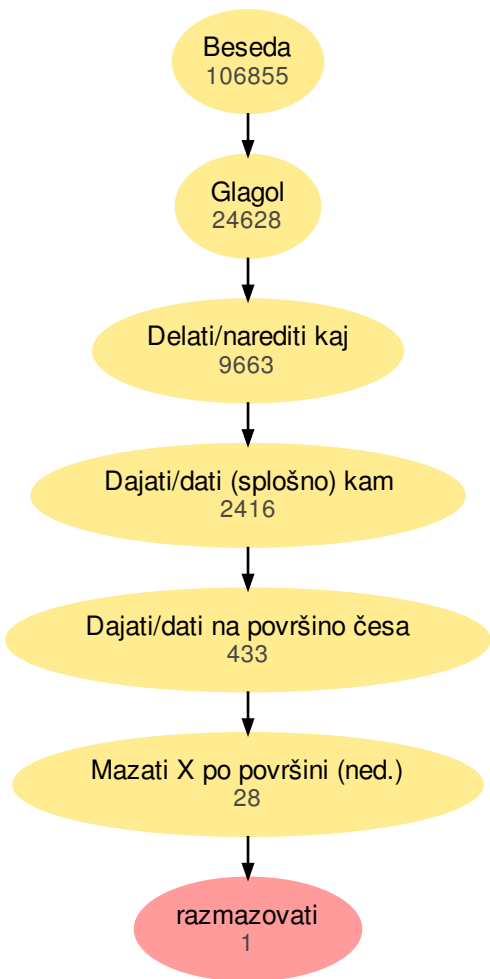 Beseda
106855
Glagol
24628
Delati/narediti kaj
9663
Dajati/dati (splošno) kam
2416
Dajati/dati na površino česa
433
Mazati X po površini (ned.)
28
razmazovati
1